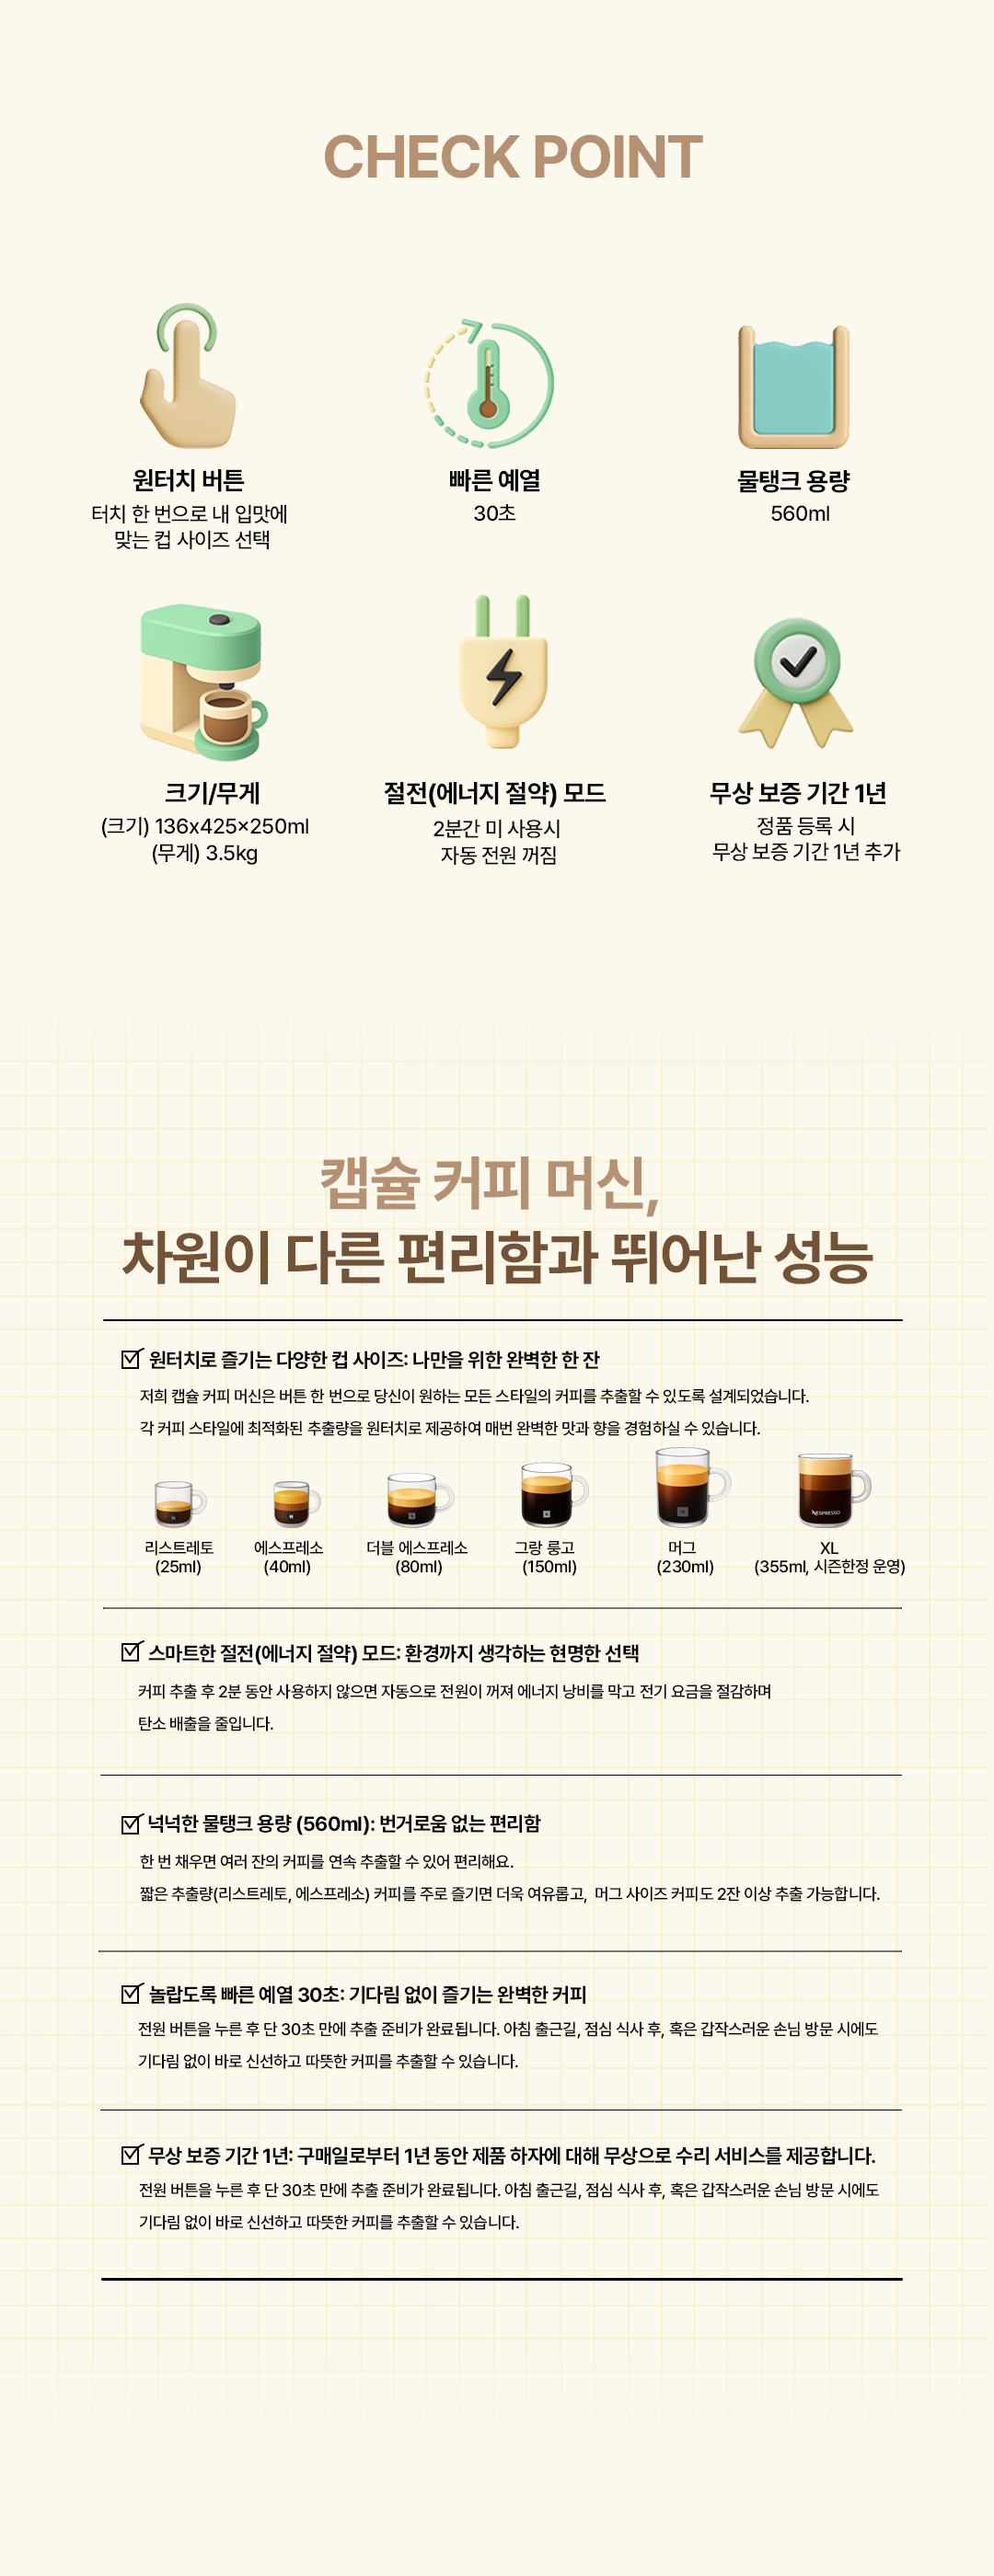 CHECK POINT
원터치 버튼
터치 한 번으로 내 입맛에
맞는 컵 사이즈 선택
빠른 예열
30초
물탱크 용량
560ml
크기/무게
(크기) 136x425×250ml
(무게) 3.5kg
절전(에너지 절약) 모드
2분간 미 사용시
자동 전원 꺼짐
무상 보증 기간 1년
정품 등록 시
무상 보증 기간 1년 추가
캡슐 커피 머신,
차원이 다른 편리함과 뛰어난 성능
원터치로 즐기는 다양한 컵 사이즈: 나만을 위한 완벽한 한 잔
저희 캡슐 커피 머신은 버튼 한 번으로 당신이 원하는 모든 스타일의 커피를 추출할 수 있도록 설계되었습니다.
각 커피 스타일에 최적화된 추출량을 원터치로 제공하여 매번 완벽한 맛과 향을 경험하실 수 있습니다.
NESPRESSO
리스트레토
(25ml)
에스프레소
(40ml)
더블 에스프레소
(80ml)
그랑 룽고
(150ml)
머그
(230ml)
XL
(355ml, 시즌한정 운영)
스마트한 절전(에너지 절약) 모드: 환경까지 생각하는 현명한 선택
커피 추출 후 2분 동안 사용하지 않으면 자동으로 전원이 꺼져 에너지 낭비를 막고 전기 요금을 절감하며
탄소 배출을 줄입니다.
넉넉한 물탱크 용량 (560ml): 번거로움 없는 편리함
한 번 채우면 여러 잔의 커피를 연속 추출할 수 있어 편리해요.
짧은 추출량(리스트레토, 에스프레소) 커피를 주로 즐기면 더욱 여유롭고, 머그 사이즈 커피도 2잔 이상 추출 가능합니다.
놀랍도록 빠른 예열 30초: 기다림 없이 즐기는 완벽한 커피
전원 버튼을 누른 후 단 30초 만에 추출 준비가 완료됩니다. 아침 출근길, 점심 식사 후, 혹은 갑작스러운 손님 방문 시에도
기다림 없이 바로 신선하고 따뜻한 커피를 추출할 수 있습니다.
무상 보증 기간 1년: 구매일로부터 1년 동안 제품 하자에 대해 무상으로 수리 서비스를 제공합니다.
전원 버튼을 누른 후 단 30초 만에 추출 준비가 완료됩니다. 아침 출근길, 점심 식사 후, 혹은 갑작스러운 손님 방문 시에도
기다림 없이 바로 신선하고 따뜻한 커피를 추출할 수 있습니다.